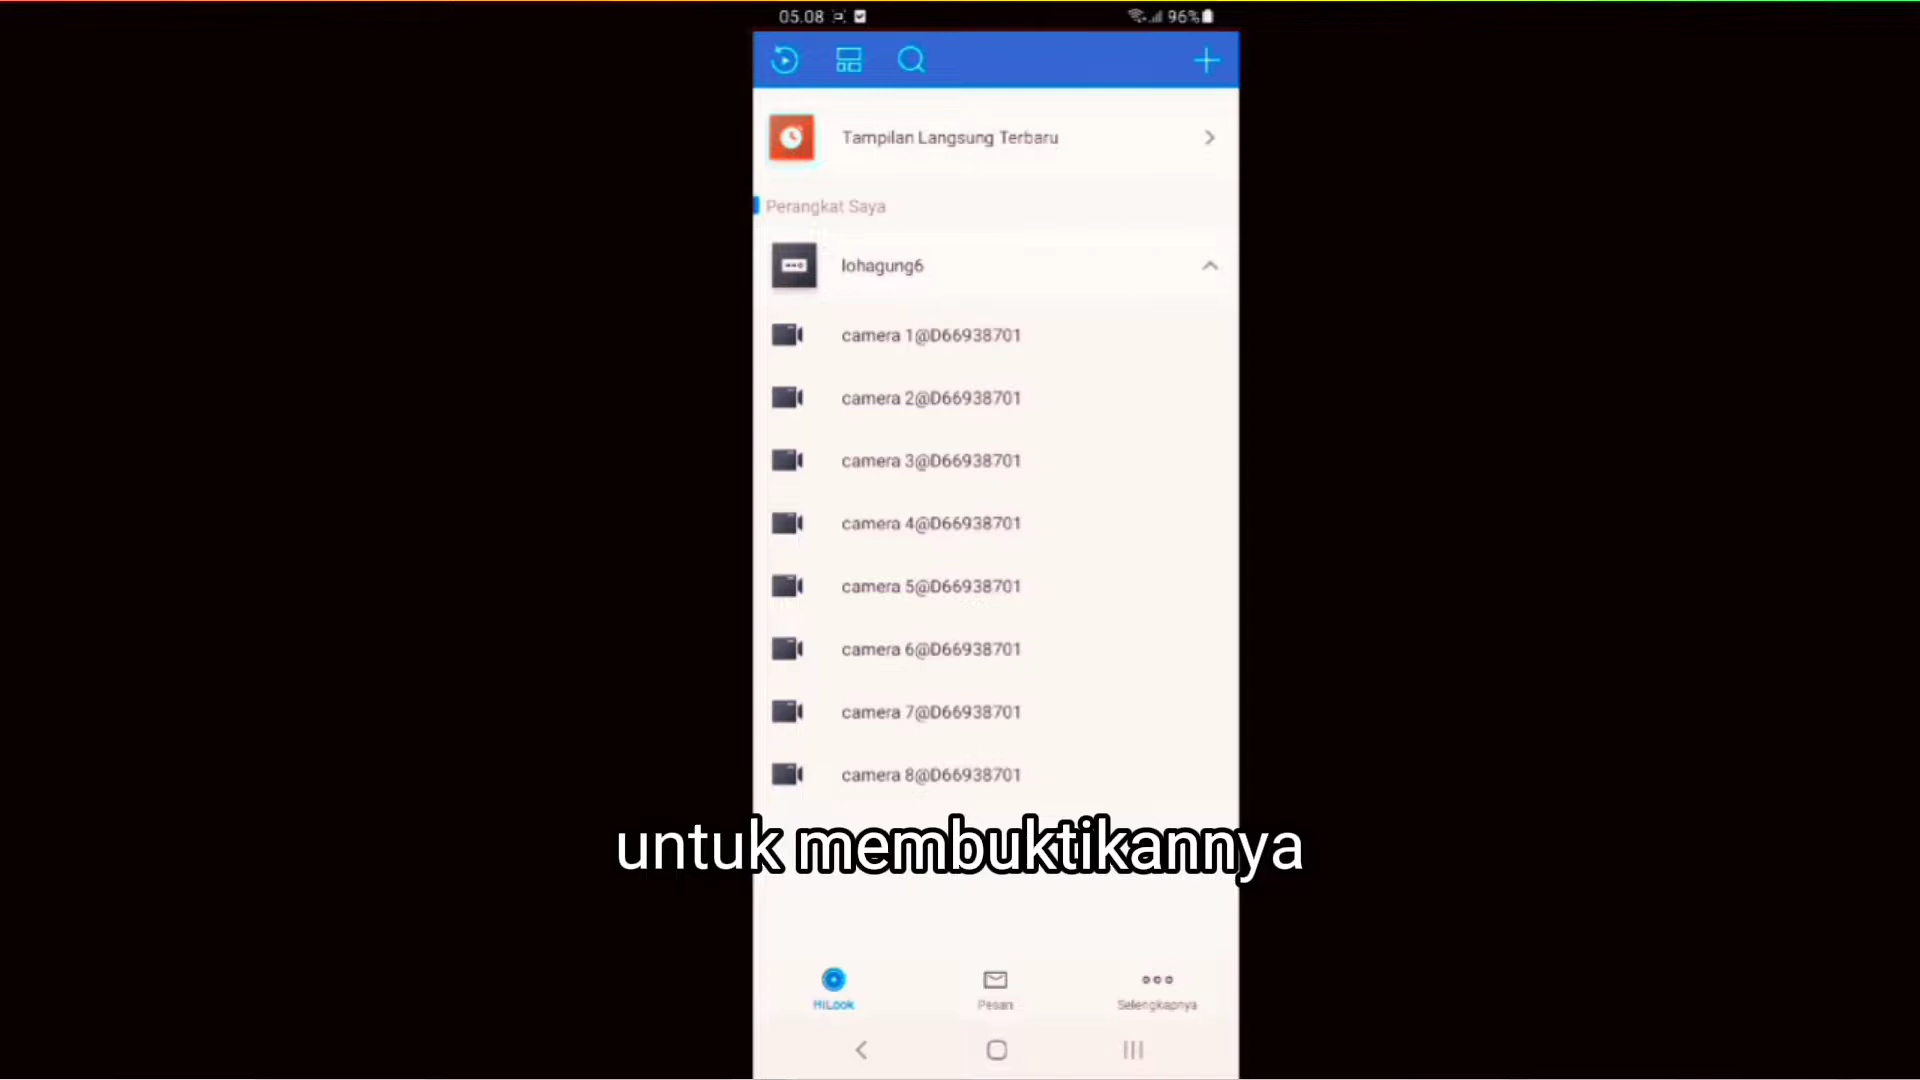 05.08
96%
Tampilan Langsung Terbaru
Perangkat Saya
lohagung6
camera 1@D66938701
camera 2@D66938701
camera 3@D66938701
camera 4@D66938701
camera 5@D66938701
camera 6@D66938701
camera 7@D66938701
camera 8@D66938701
untuk membuktikannya
HiLook
Pesan
Selengkapnya